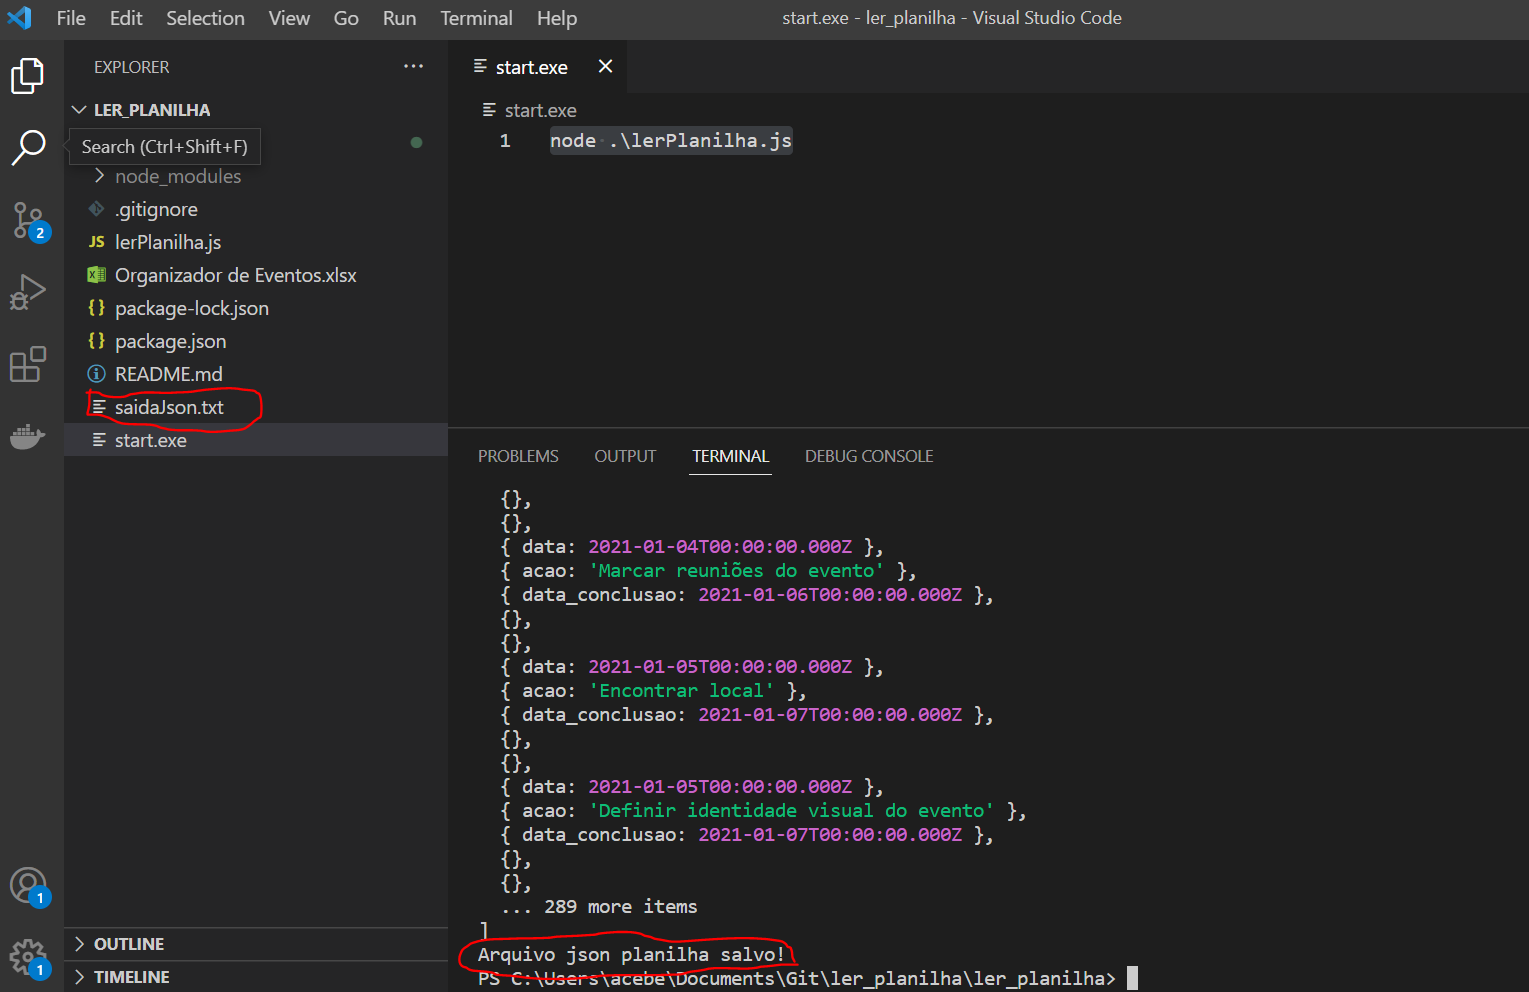 File Edit Selection View Go Run Terminal Help
start.exe - ler_planilha - Visual Studio Code
EXPLORER
LER_PLANILHA
Search (Ctrl+Shift+F)
node_modules
.gitignore
JS lerPlanilha.js
Organizador de Eventos.xlsx
{} package-lock.json
{} package.json
README.md
saidaJson.txt
start.exe
OUTLINE
TIMELINE
2
1
1
start.exe
start.exe
1 node .\lerPlanilha.js
PROBLEMS OUTPUT TERMINAL DEBUG CONSOLE
{},
{},
{ data: 2021-01-04T00:00:00.000Z },
{ acao: 'Marcar reuniões do evento' },
{ data_conclusao: 2021-01-06T00:00:00.000Z },
{},
{},
{ data: 2021-01-05T00:00:00.000Z },
{ acao: 'Encontrar local' },
{ data_conclusao: 2021-01-07T00:00:00.000Z },
{},
{},
{ data: 2021-01-05T00:00:00.000Z },
{ acao: 'Definir identidade visual do evento' },
{ data_conclusao: 2021-01-07T00:00:00.000Z },
{},
{},
... 289 more items
]
Arquivo json planilha salvo!
PS C:\Users\acebe\Documents\Git\ler_planilha\ler_planilha>